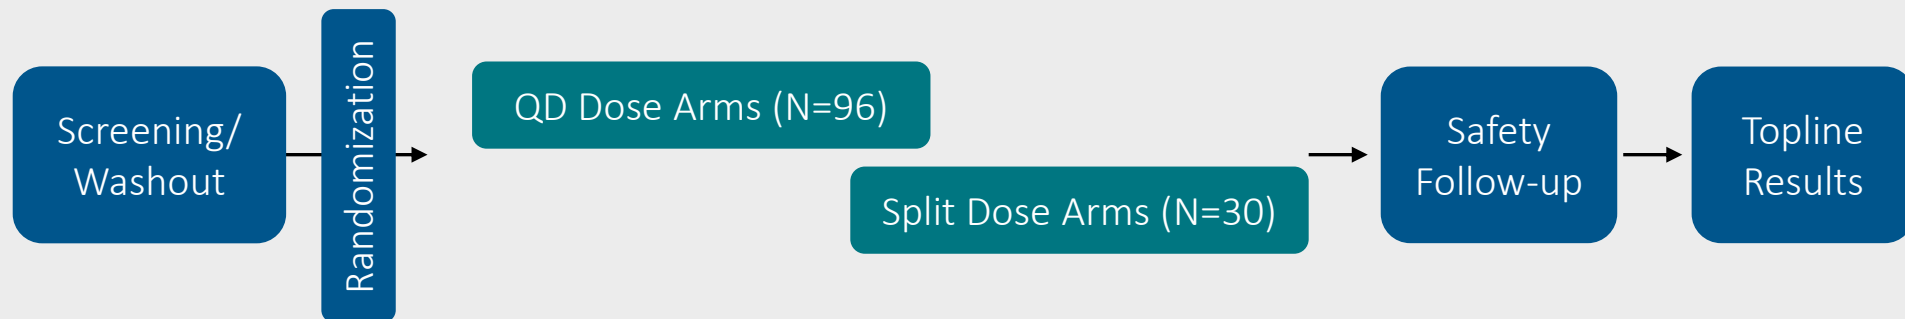 Screening/
Washout
Randomization
QD Dose Arms (N=96)
Split Dose Arms (N=30)
Safety
Follow-up
Topline
Results